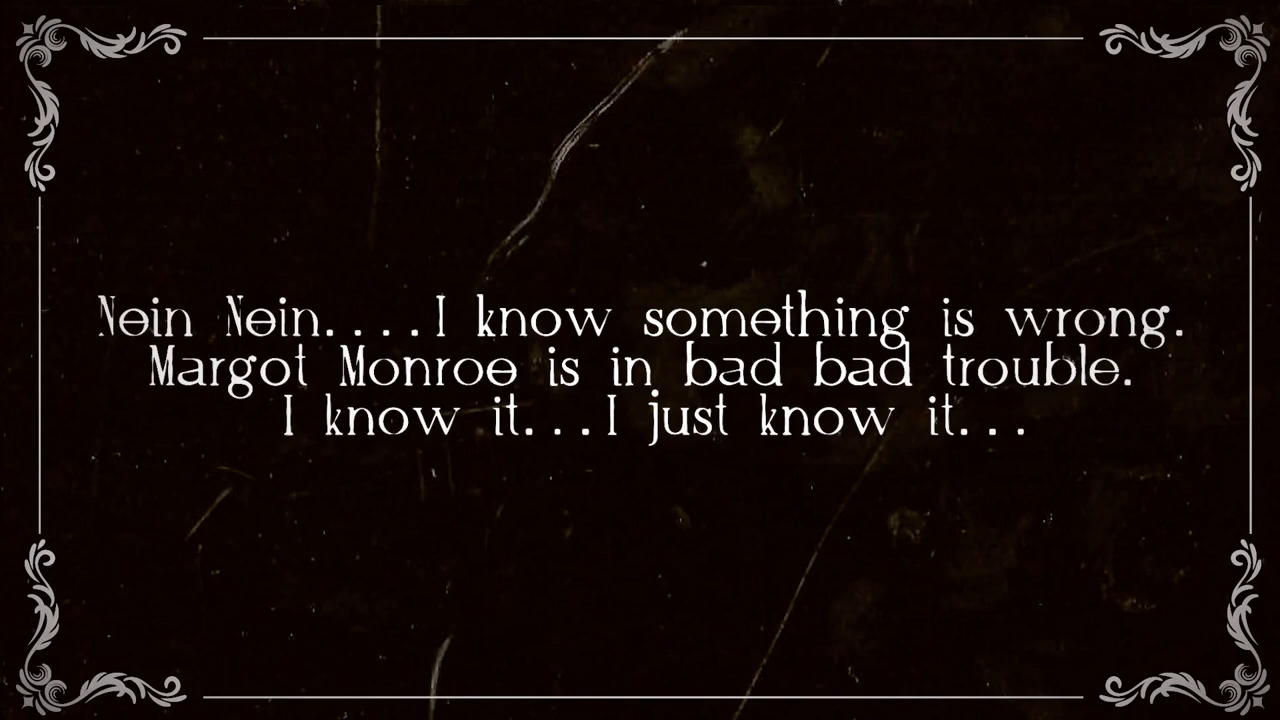 Nein Nein....I know something is wrong.
Margot Monroe is in bad bad trouble.
I know it...I just know it...